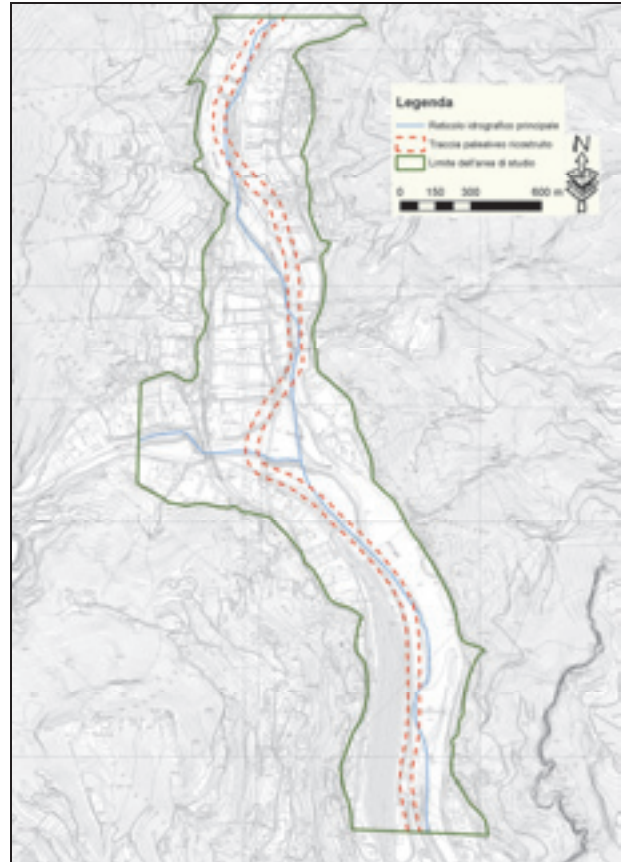 Legenda
Reticolo idrografico principale
Traccia paleoalveo ricostruito
Limite dell'area di studio
N
0 150 300 600 m